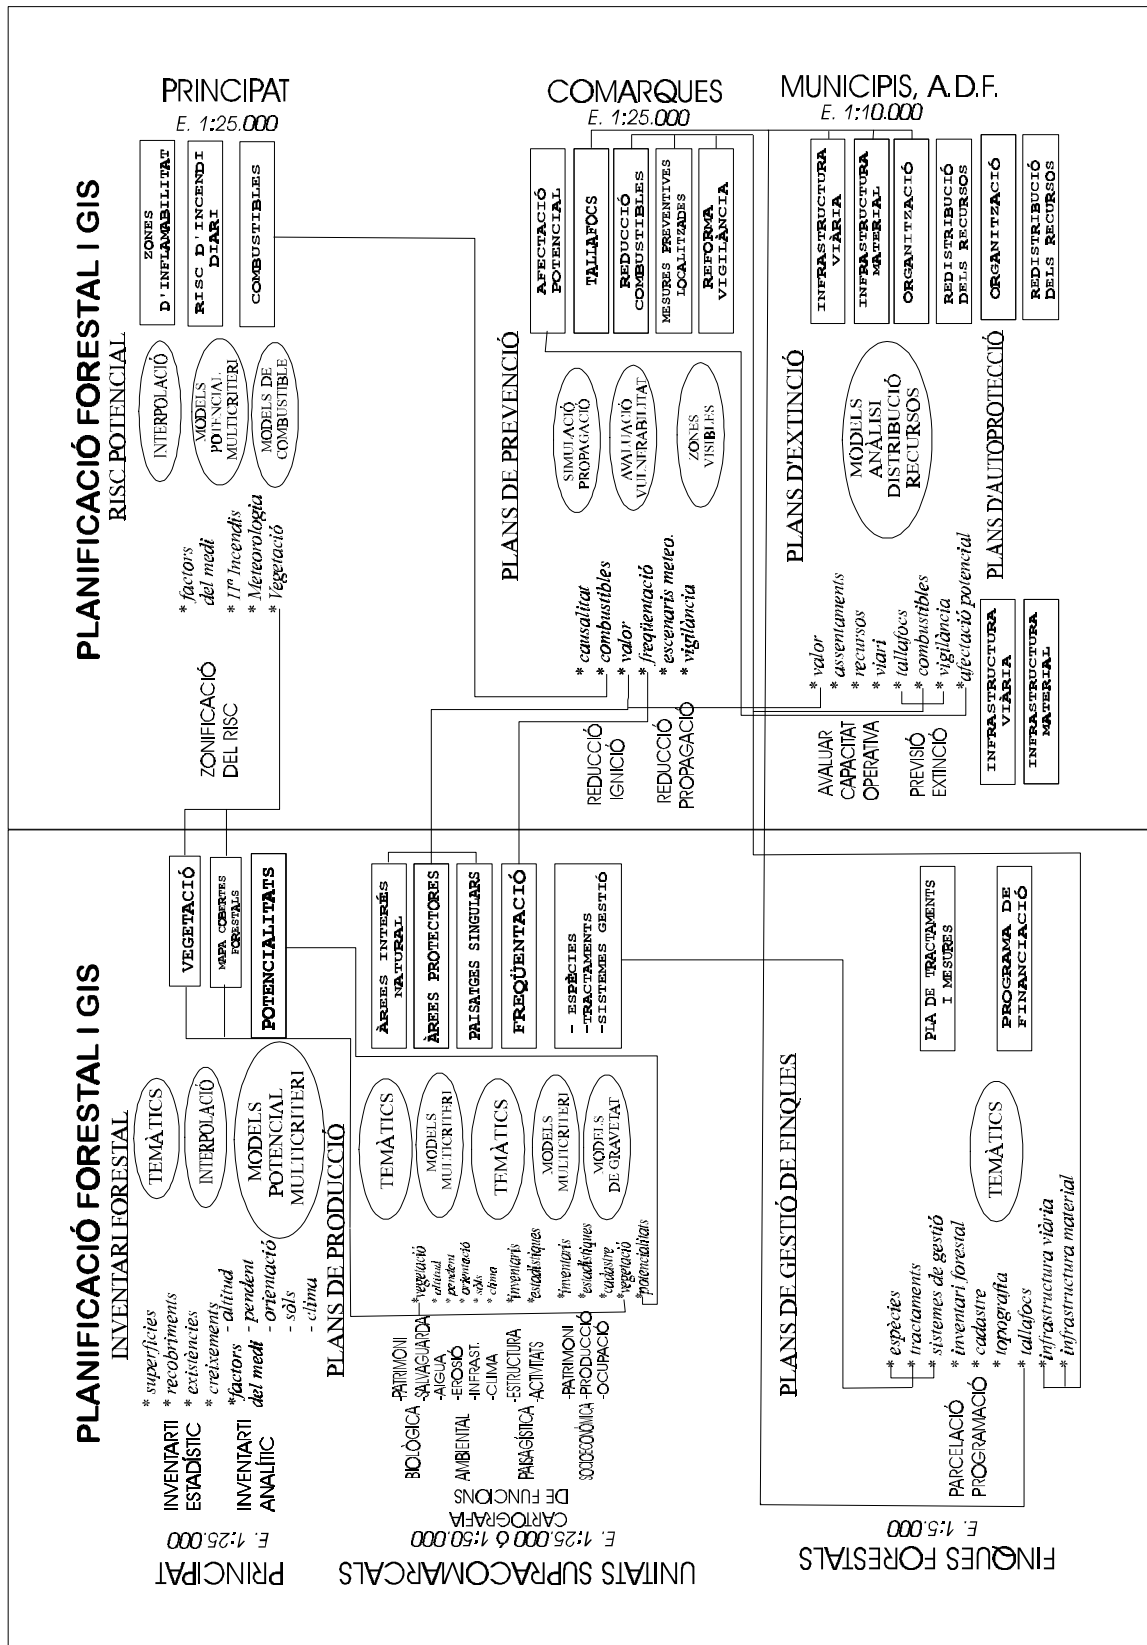 PLANIFICACIÓ FORESTAL I GIS
INVENTARI FORESTAL
PRINCIPAT
E. 1:25.000
INVENTARTI
ESTADÍSTIC
* superfícies
* recobriments
* existències
* creixements
INVENTARTI
ANALÍTIC
*factors
del medi
- altitud
- pendent
- orientació
- sòls
- clima
TEMÀTICS
INTERPOLACIÓ
MODELS
POTENCIAL
MULTICRITERI
VEGETACIÓ
MAPA COBERTES
FORESTALS
POTENCIALITATS
PLANS DE PRODUCCIÓ
UNITATS SUPRACOMARCALS
E. 1:25.000 Ó 1:50.000
CARTOGRAFIA
DE FUNCIONS
BIOLÒGICA
-PATRIMONI
-SALVAGUARDA
AMBIENTAL
-AIGUA
-EROSIÓ
-INFRAST.
-CLIMA
PAISAGÍSTICA
-ESTRUCTURA
-ACTIVITATS
SOCIOECONÒMICA
-PATRIMONI
-PRODUCCIÓ
-OCUPACIÓ
*vegetació
* altitud
* pendent
* orientació
* sòls
* clima
*inventaris
*estadístiques
*inventaris
*estadístiques
*cadastre
*vegetació
*potencialitats
TEMÀTICS
MODELS
MULTICRITERI
TEMÀTICS
MODELS
MULTICRITERI
MODELS
DE GRAVETAT
ÀREES INTERÉS
NATURAL
ÀREES PROTECTORES
PAISATGES SINGULARS
FREQÜENTACIÓ
- ESPÈCIES
-TRACTAMENTS
-SISTEMES GESTIÓ
PLANS DE GESTIÓ DE FINQUES
FINQUES FORESTALS
E. 1:5.000
PARCELACIÓ
PROGRAMACIÓ
* espècies
*tractaments
* sistemes de gestió
* inventari forestal
* cadastre
* topografia
*tallafocs
*infrastructura viària
* infrastructura material
TEMÀTICS
PLA DE TRACTAMENTS
I MESURES
PROGRAMA DE
FINANCIACIÓ
PLANIFICACIÓ FORESTAL I GIS
RISC POTENCIAL
ZONIFICACIÓ
DEL RISC
* factors
del medi
* Nº Incendis
* Meteorologia
* Vegetació
INTERPOLACIÓ
MODELS
POTENCIAL
MULTICRITERI
MODELS DE
COMBUSTIBLE
ZONES
D'INFLAMABILITAT
RISC D'INCENDI
DIARI
COMBUSTIBLES
PRINCIPAT
E. 1:25.000
PLANS DE PREVENCIÓ
REDUCCIÓ
IGNICIÓ
REDUCCIÓ
PROPAGACIÓ
* causalitat
* combustibles
* valor
* freqüentació
* escenaris meteo.
* vigilància
SIMULACIÓ
PROPAGACIÓ
AVALUACIÓ
VULNERABILITAT
ZONES
VISIBLES
AFECTACIÓ
POTENCIAL
TALLAFOCS
REDUCCIÓ
COMBUSTIBLES
MESURES PREVENTIVES
LOCALITZADES
REFORMA
VIGILÀNCIA
COMARQUES
E. 1:25.000
PLANS D'EXTINCIÓ
AVALUAR
CAPACITAT
OPERATIVA
PREVISIÓ
EXTINCIÓ
* valor
* assentaments
* recursos
* viari
* tallafocs
* combustibles
* vigilància
*afectació potencial
MODELS
ANÀLISI
DISTRIBUCIÓ
RECURSOS
INFRASTRUCTURA
VIÀRIA
INFRASTRUCTURA
MATERIAL
ORGANITZACIÓ
REDISTRIBUCIÓ
DELS RECURSOS
MUNICIPIS, A.D.F.
E. 1:10.000
PLANS D'AUTOPROTECCIÓ
INFRASTRUCTURA
VIÀRIA
INFRASTRUCTURA
MATERIAL
ORGANITZACIÓ
REDISTRIBUCIÓ
DELS RECURSOS